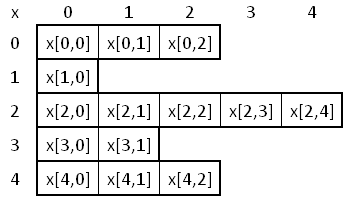 x 0 1 2 3 4
0 x[0,0] x[0,1] x[0,2]
1 x[1,0]
2 x[2,0] x[2,1] x[2,2] x[2,3] x[2,4]
3 x[3,0] x[3,1]
4 x[4,0] x[4,1] x[4,2]